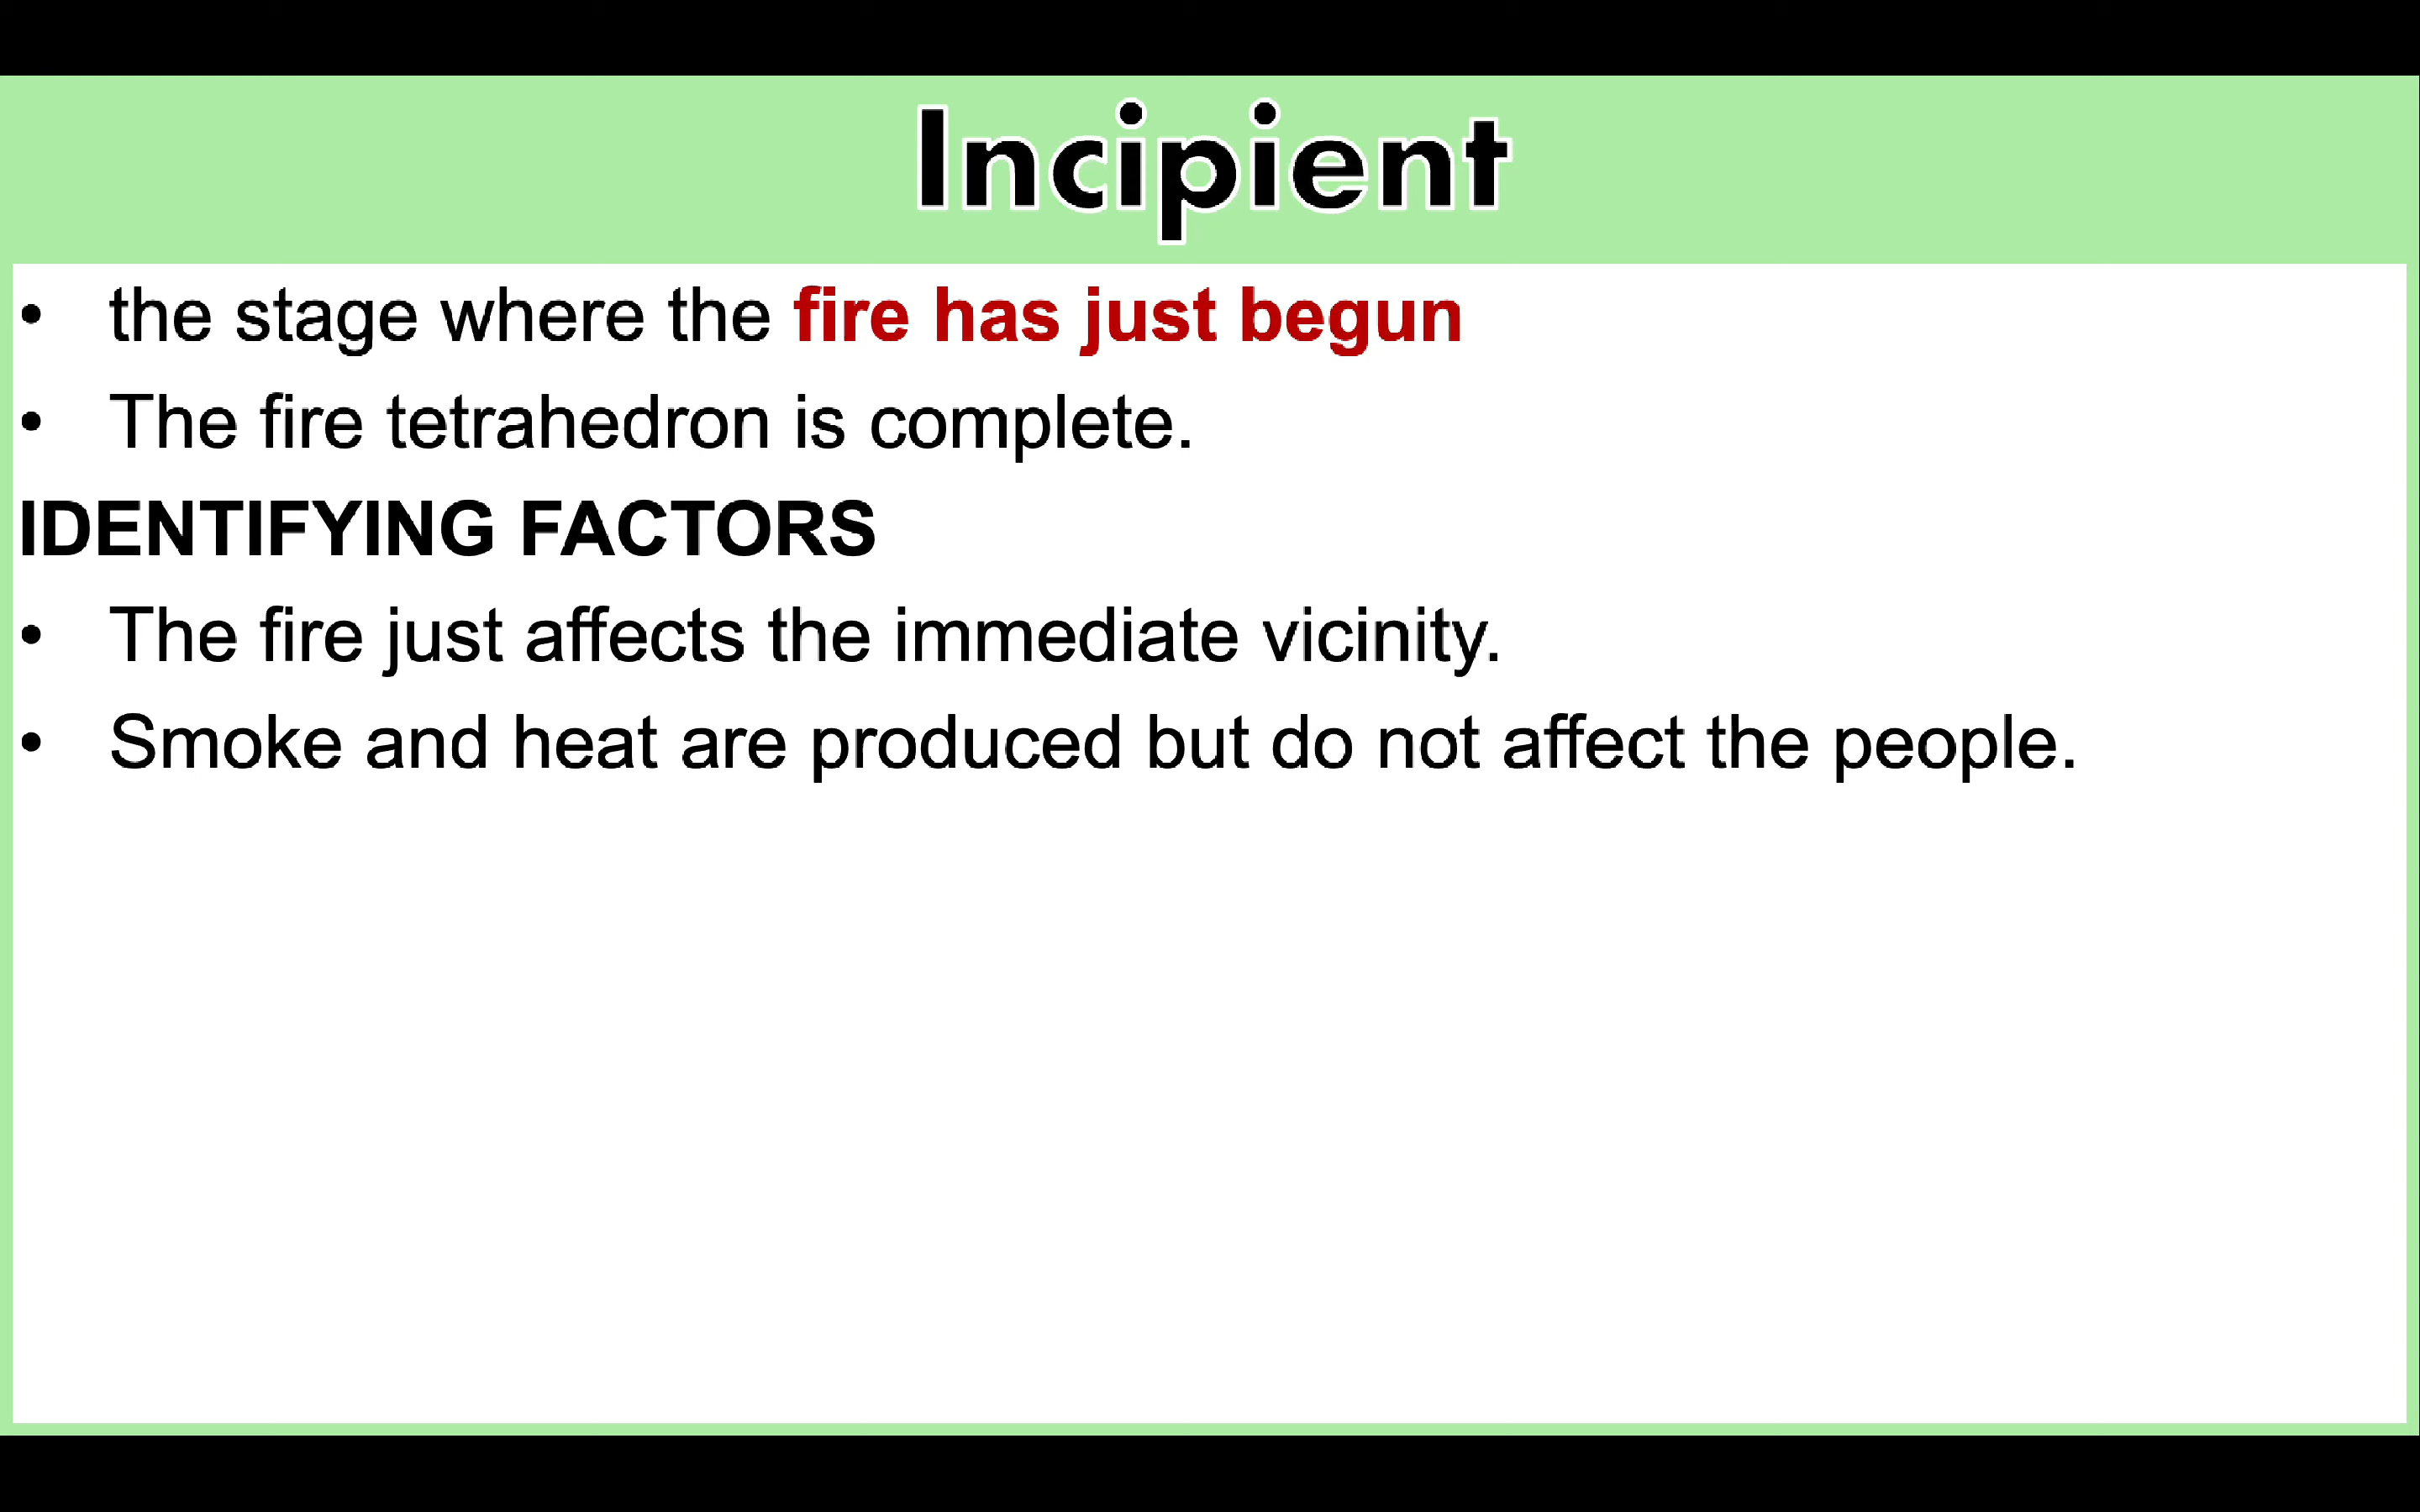 Incipient
• the stage where the fire has just begun
• The fire tetrahedron is complete.
IDENTIFYING FACTORS
• The fire just affects the immediate vicinity.
• Smoke and heat are produced but do not affect the people.